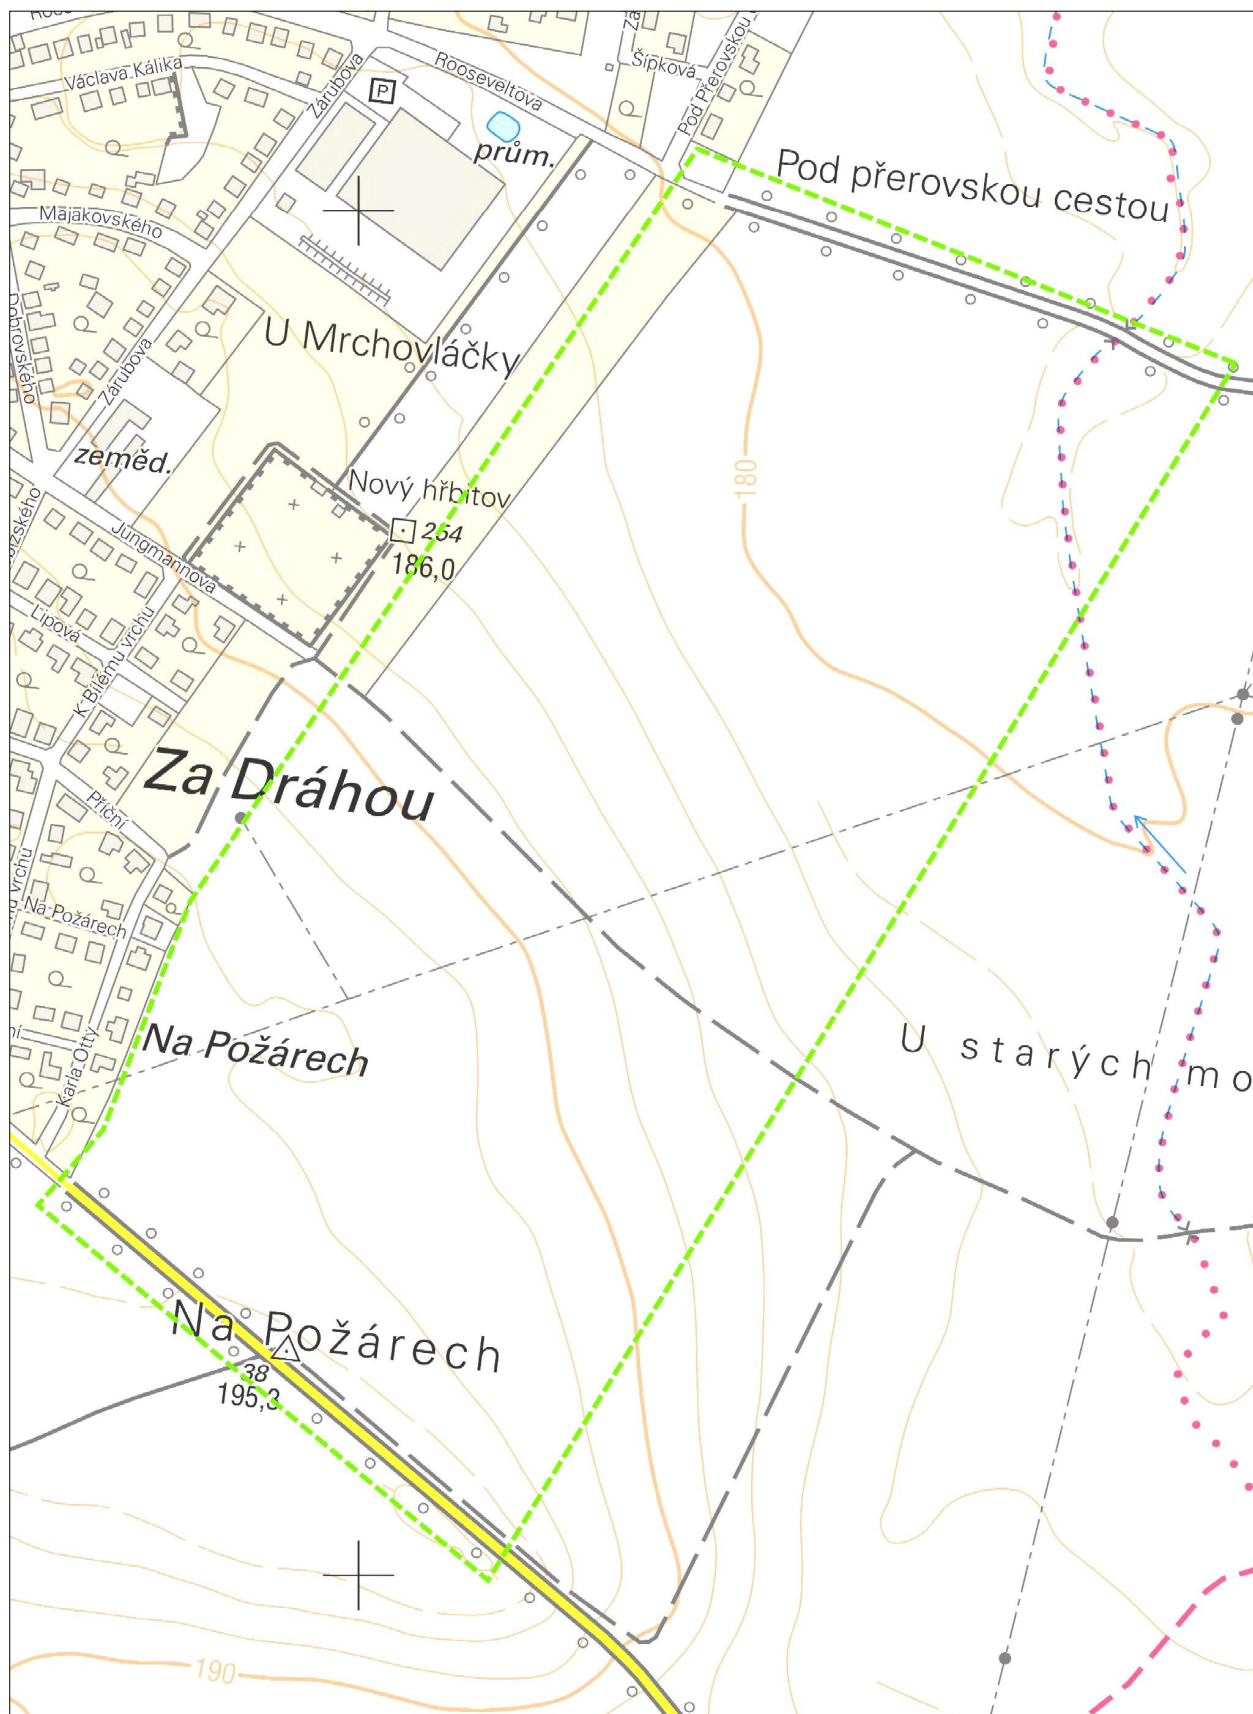 Václava Kálika
Zárubova
P
Rooseveltova
Šípková
Pod Přerovskou
prům.
Pod přerovskou cestou
Majakovského
Dobrovského
U Mrchovláčky
Zárubova
180
zeměd.
Nový hřbitov
254
186,0
Jungmannova
Lipová
K Bílému vrchu
Za Dráhou
Příční
vrchu
Na Požárech
Karla Otty
Na Požárech
U starých mo
Na Požárech
38
195,3
190